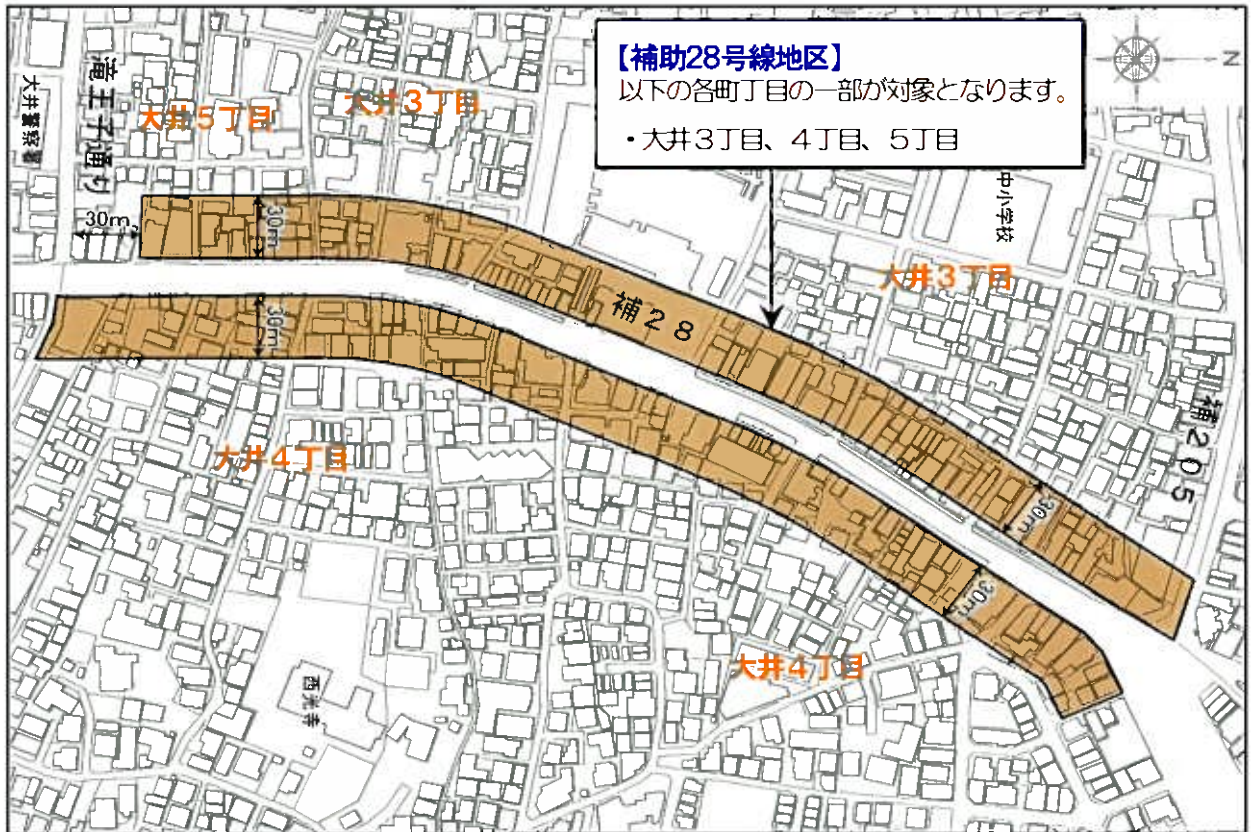 【補助28号線地区】
以下の各町丁目の一部が対象となります。
・大井3丁目、4丁目、5丁目
N
大井警察署
滝王子通り
大井5丁目
大井3丁目
中小学校
大井3丁目
30m
30m
補28
30m
補205
30m
大井4丁目
30m
大井4丁目
西光寺